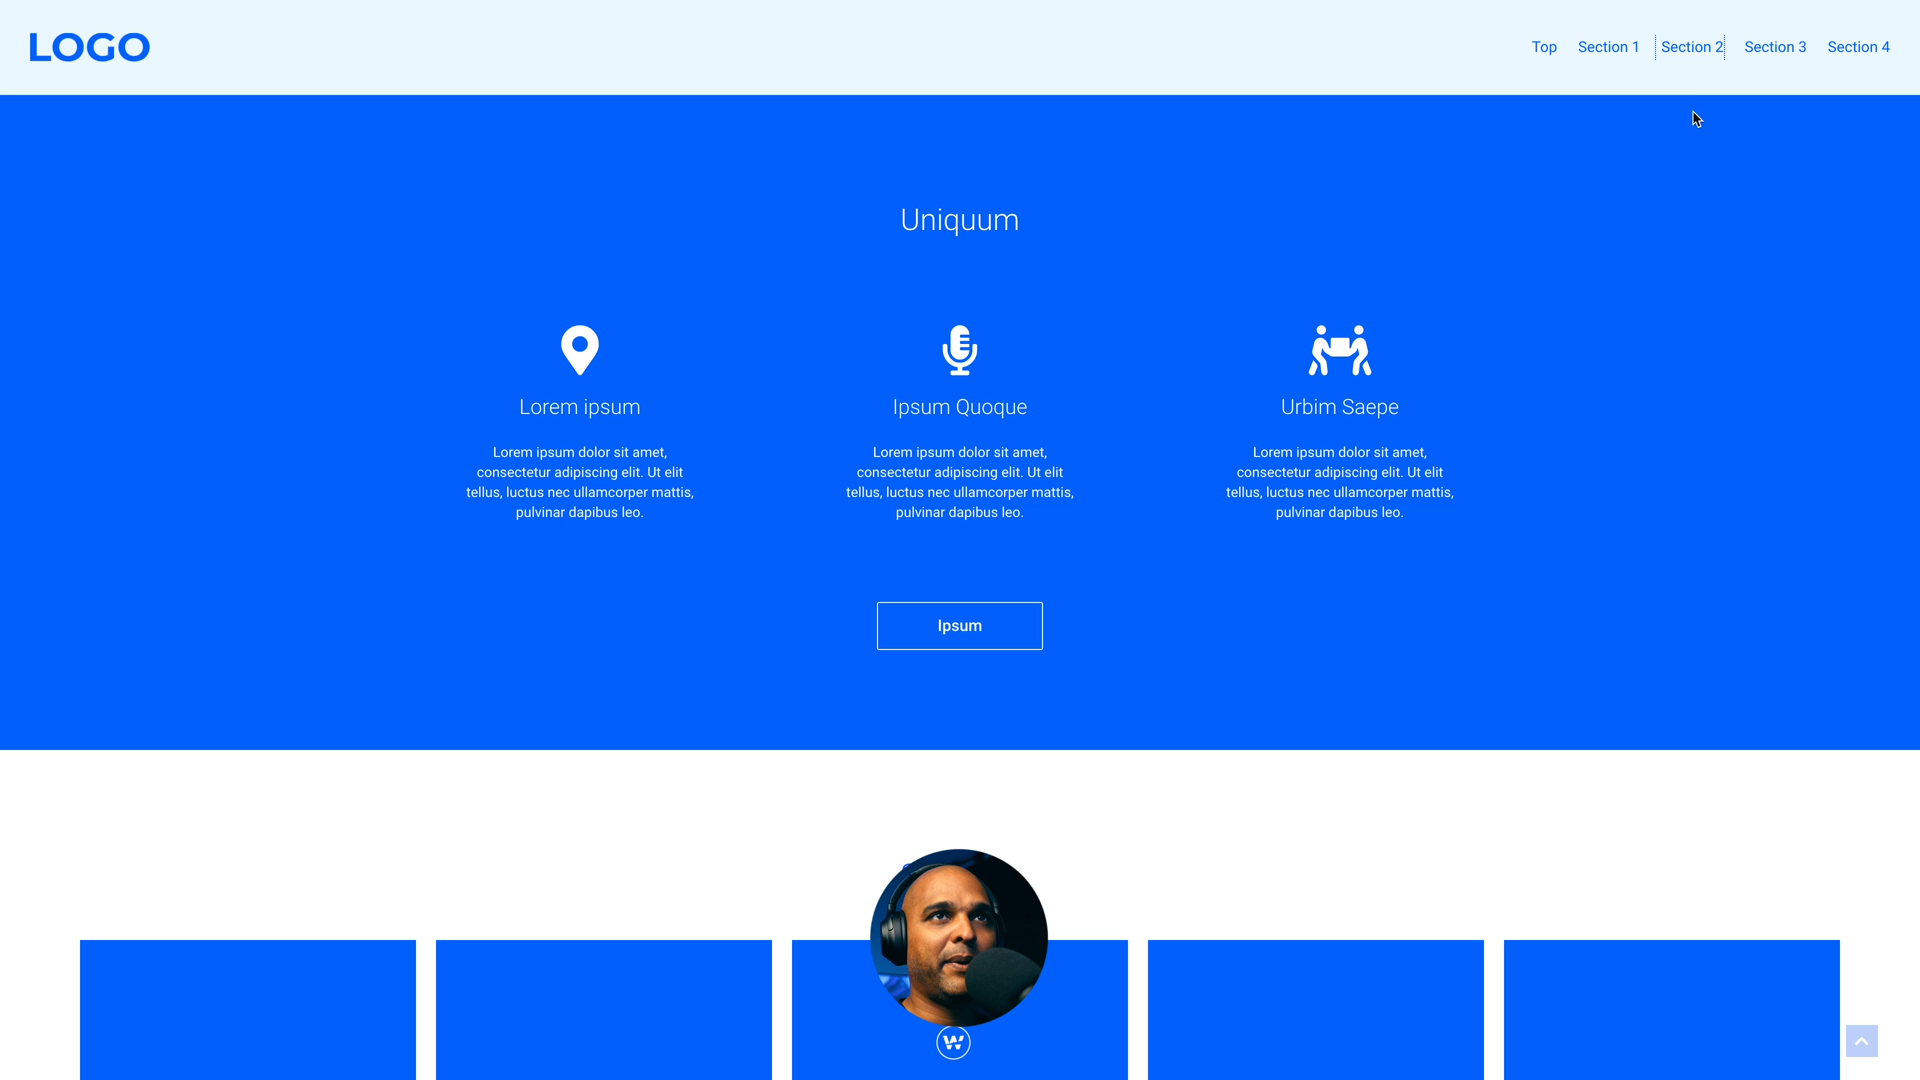 LOGO
Top Section 1 Section 2 Section 3 Section 4
Uniquum
Lorem ipsum
Lorem ipsum dolor sit amet,
consectetur adipiscing elit. Ut elit
tellus, luctus nec ullamcorper mattis,
pulvinar dapibus leo.
Ipsum Quoque
Lorem ipsum dolor sit amet,
consectetur adipiscing elit. Ut elit
tellus, luctus nec ullamcorper mattis,
pulvinar dapibus leo.
Urbim Saepe
Lorem ipsum dolor sit amet,
consectetur adipiscing elit. Ut elit
tellus, luctus nec ullamcorper mattis,
pulvinar dapibus leo.
Ipsum
W